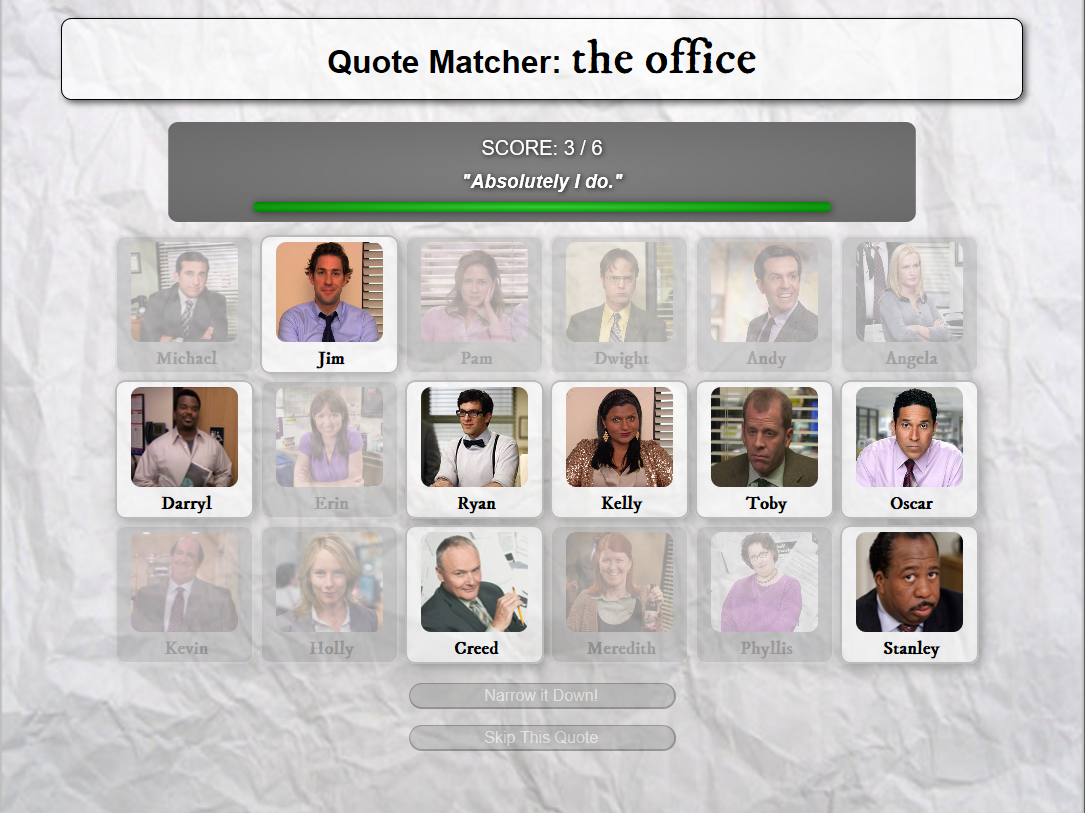 Quote Matcher: the office
SCORE: 3 / 6
"Absolutely I do."
Michael
Jim
Pam
Dwight
Andy
Angela
Darryl
Erin
Ryan
Kelly
Toby
Oscar
Kevin
Holly
Creed
Meredith
Phyllis
Stanley
Narrow it Down!
Skip This Quote